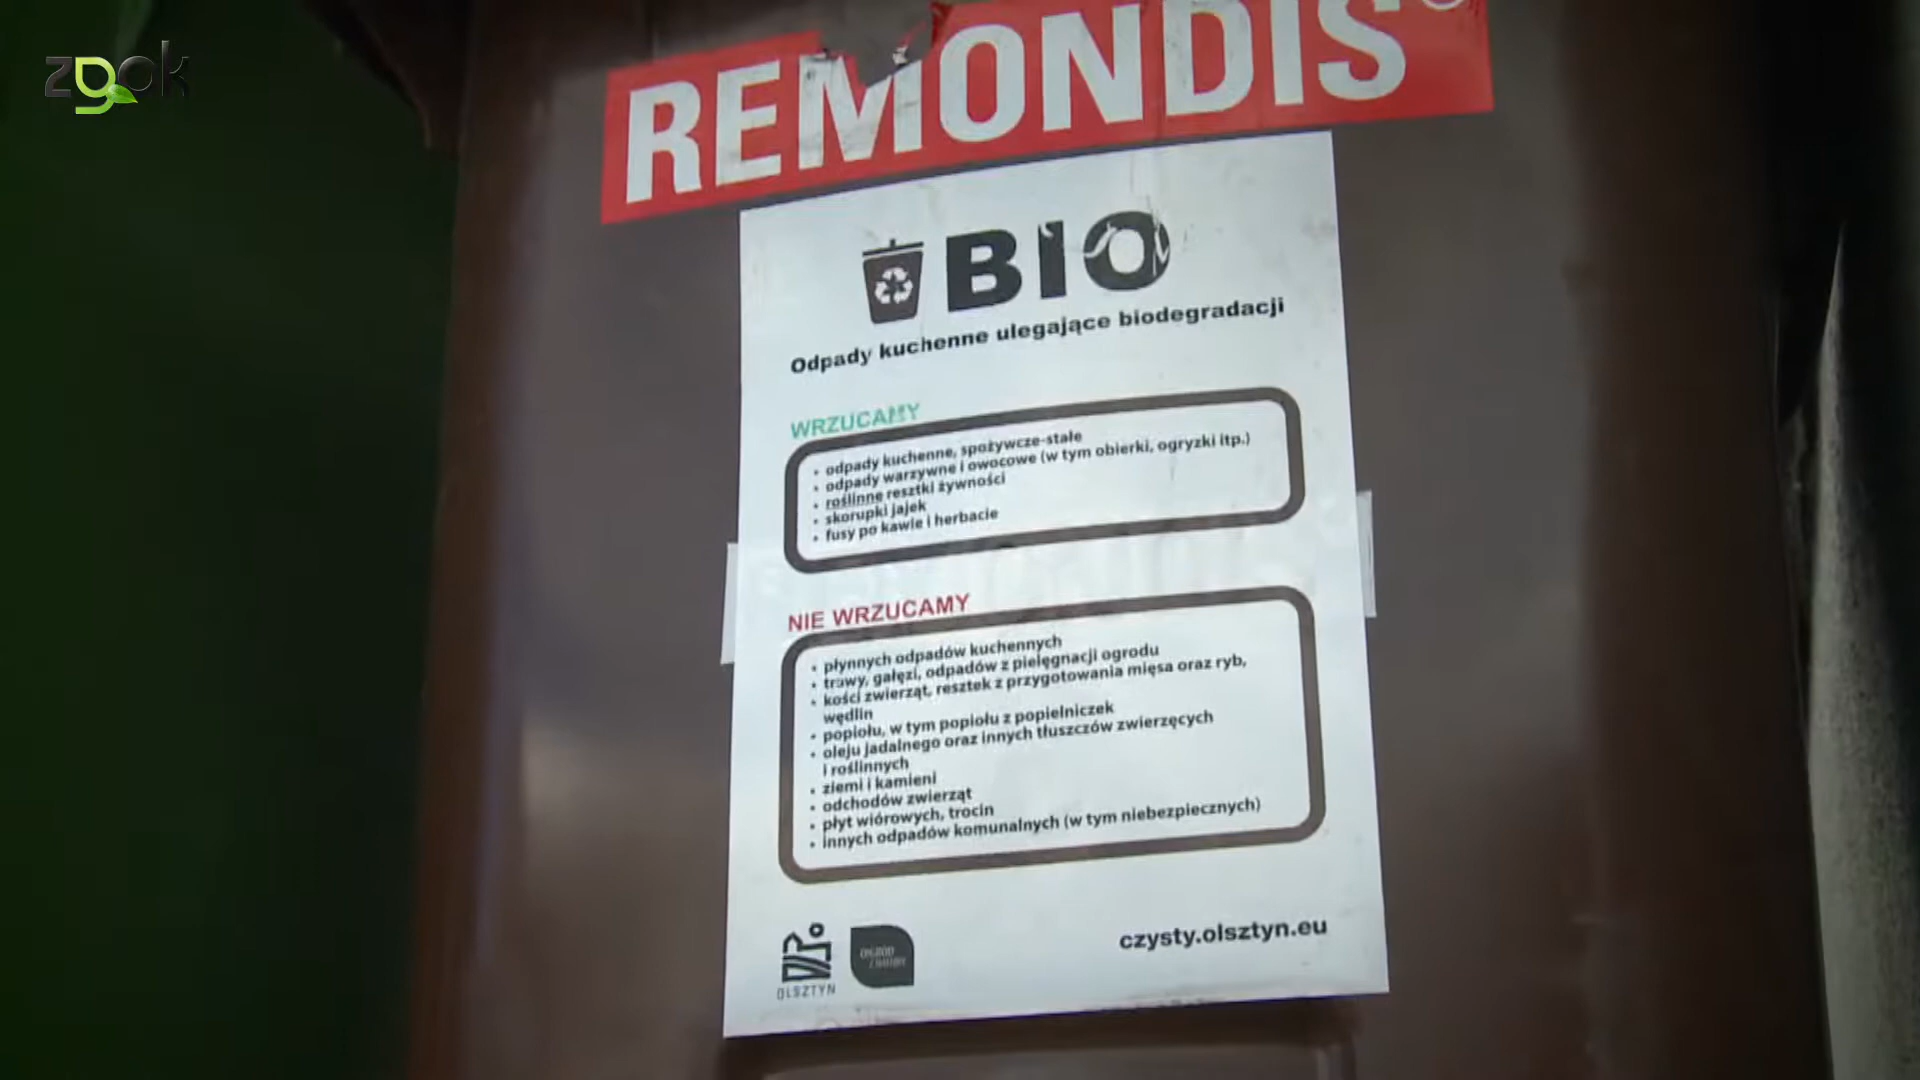 zgok
REMONDIS
BIO
Odpady kuchenne ulegające biodegradacji
WRZUCAMY
• odpady kuchenne, spożywcze-stałe
• odpady warzywne i owocowe (w tym obierki, ogryzki itp.)
• roślinne resztki żywności
• skorupki jajek
• fusy po kawie i herbacie
NIE WRZUCAMY
• płynnych odpadów kuchennych
• trawy, gałęzi, odpadów z pielęgnacji ogrodu
• kości zwierząt, resztek z przygotowania mięsa oraz ryb,
wędlin
• popiołu, w tym popiołu z popielniczek
• oleju jadalnego oraz innych tłuszczów zwierzęcych
i roślinnych
• ziemi i kamieni
• odchodów zwierząt
• płyt wiórowych, trocin
• innych odpadów komunalnych (w tym niebezpiecznych)
OLSZTYN
czysty.olsztyn.eu